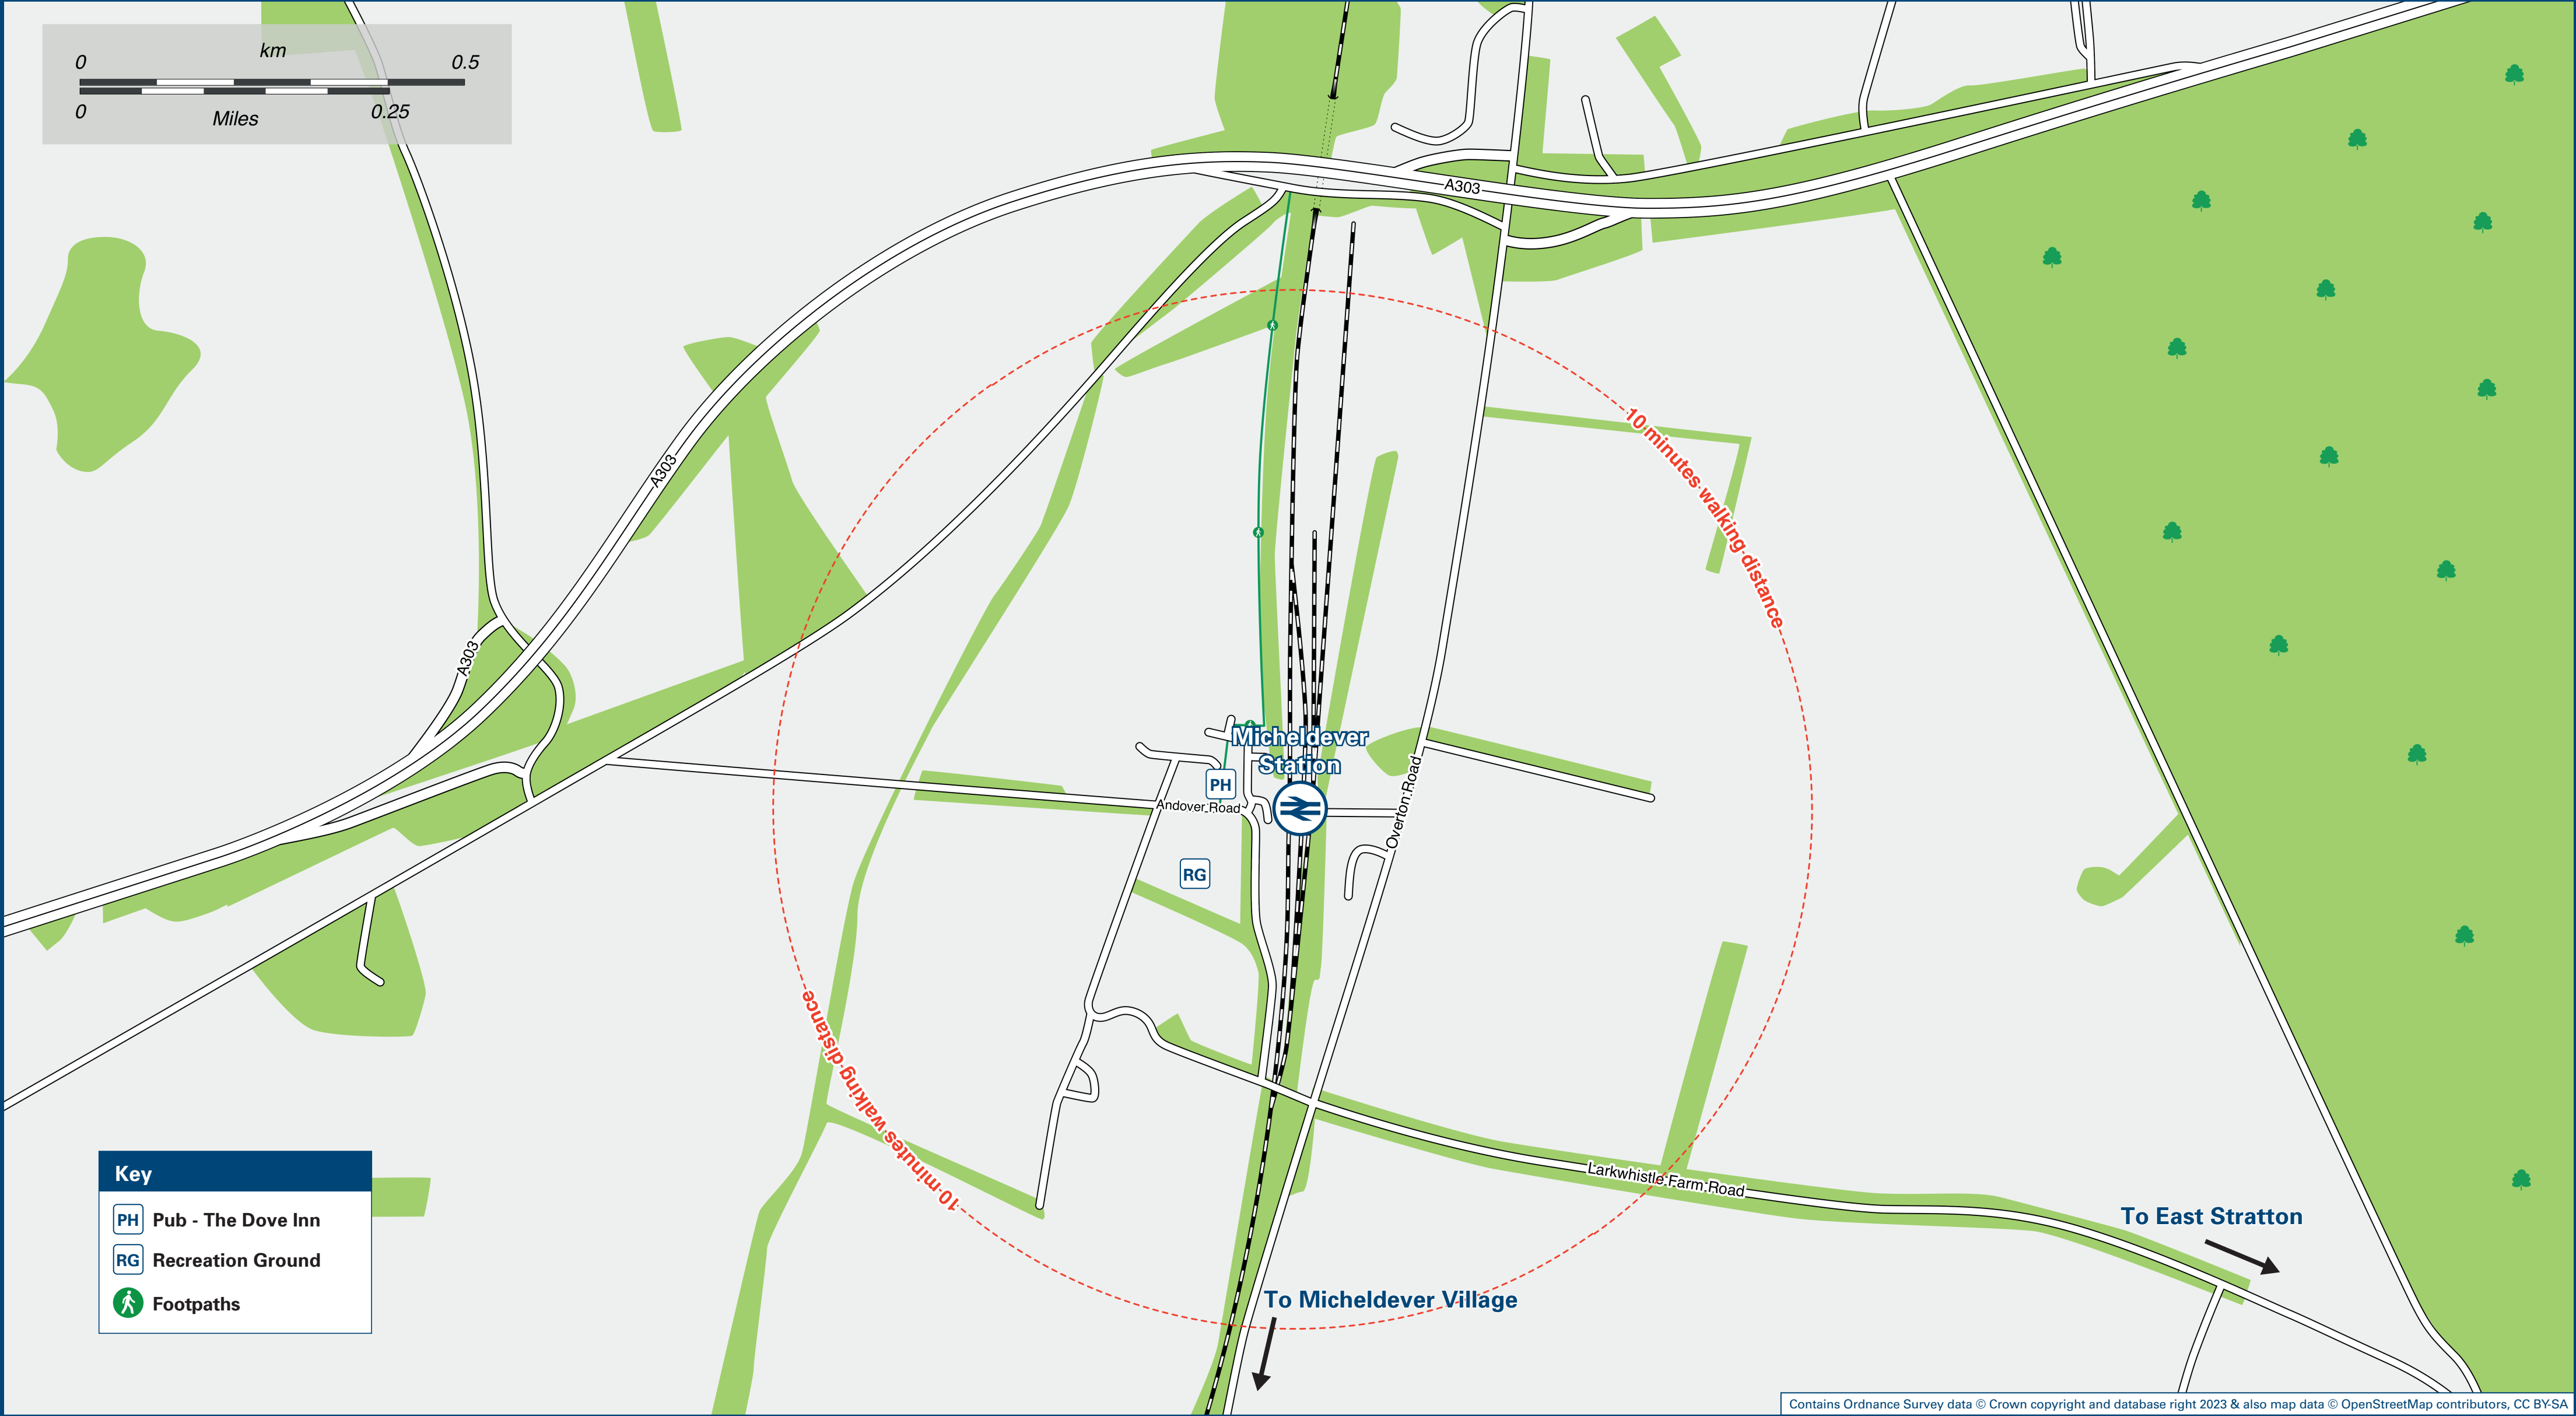 km
0 0.5
0 0.25
Miles
A303
A303
A303
10 minutes walking distance
Micheldever
Station
PH
Andover Road
Overton Road
RG
10 minutes walking distance
Larkwhistle Farm Road
To East Stratton
To Micheldever Village
Key
PH Pub - The Dove Inn
RG Recreation Ground
Footpaths
Contains Ordnance Survey data © Crown copyright and database right 2023 & also map data © OpenStreetMap contributors, CC BY-SA